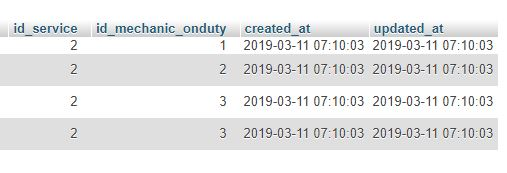 id_service id_mechanic_onduty created_at updated_at
2 1 2019-03-11 07:10:03 2019-03-11 07:10:03
2 2 2019-03-11 07:10:03 2019-03-11 07:10:03
2 3 2019-03-11 07:10:03 2019-03-11 07:10:03
2 3 2019-03-11 07:10:03 2019-03-11 07:10:03